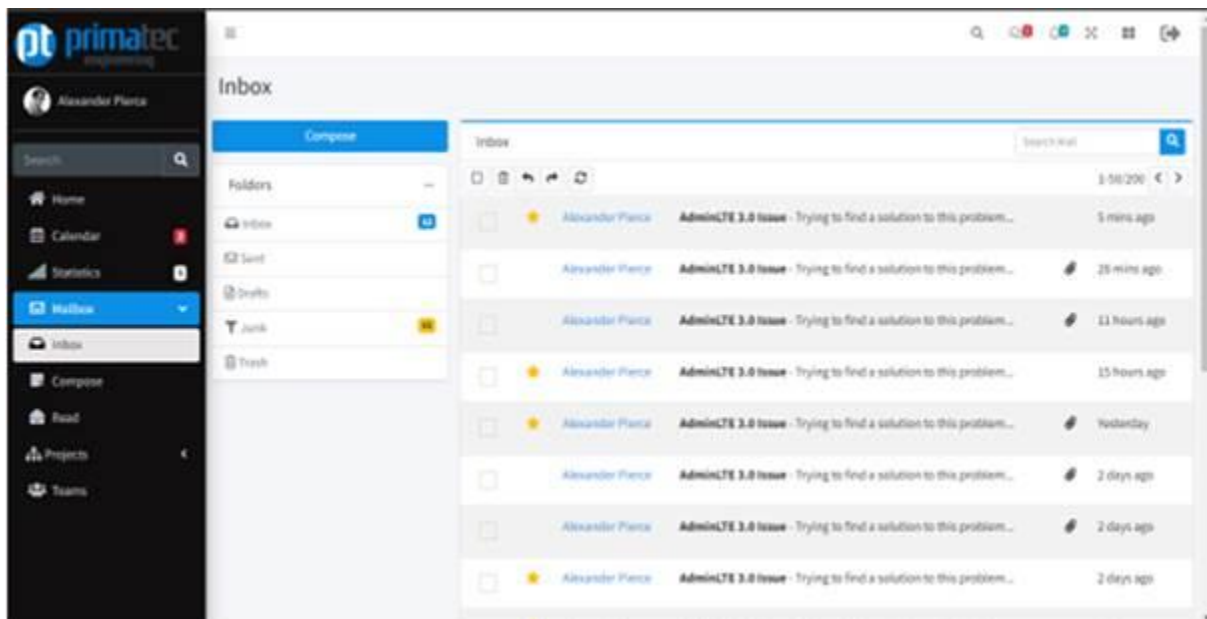 pt primatec
engineering
Alexander Pierce
Search
Home
Calendar
Statistics
Mailbox
Inbox
Compose
Read
Projects
Teams
Inbox
Compose
Folders
Inbox
Sent
Drafts
Junk
Trash
Inbox
Search Mail
1-50/200
Alexander Pierce AdminLTE 3.0 Issue - Trying to find a solution to this problem... 5 mins ago
Alexander Pierce AdminLTE 3.0 Issue - Trying to find a solution to this problem... 28 mins ago
Alexander Pierce AdminLTE 3.0 Issue - Trying to find a solution to this problem... 11 hours ago
Alexander Pierce AdminLTE 3.0 Issue - Trying to find a solution to this problem... 15 hours ago
Alexander Pierce AdminLTE 3.0 Issue - Trying to find a solution to this problem... Yesterday
Alexander Pierce AdminLTE 3.0 Issue - Trying to find a solution to this problem... 2 days ago
Alexander Pierce AdminLTE 3.0 Issue - Trying to find a solution to this problem... 2 days ago
Alexander Pierce AdminLTE 3.0 Issue - Trying to find a solution to this problem... 2 days ago